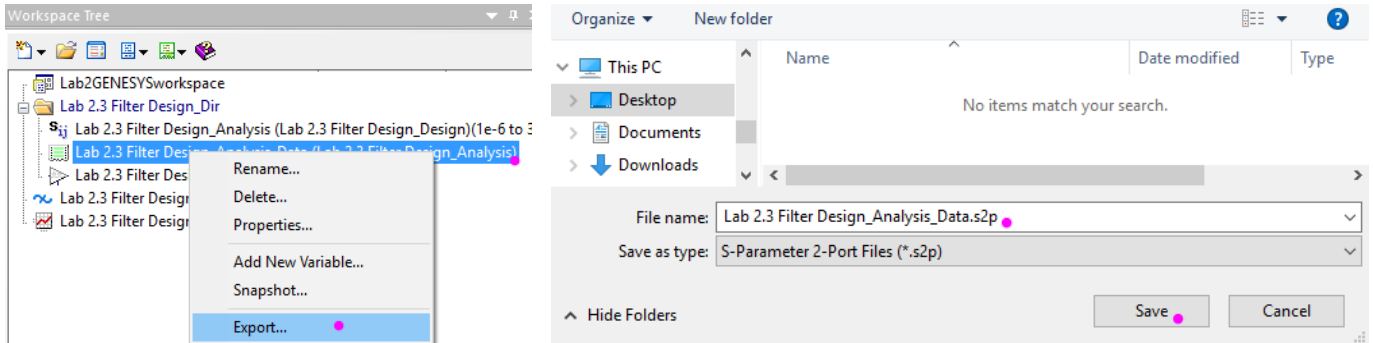 Workspace Tree
Lab2GENESYSworkspace
Lab 2.3 Filter Design_Dir
Sij Lab 2.3 Filter Design_Analysis (Lab 2.3 Filter Design_Design)(1e-6 to 3
Lab 2.3 Filter Design_Analysis_Data (Lab 2.3 Filter Design_Analysis)
Lab 2.3 Filter Des
Lab 2.3 Filter Design
Lab 2.3 Filter Design
Rename...
Delete...
Properties...
Add New Variable...
Snapshot...
Export...
Organize New folder
Name Date modified Type
This PC
Desktop
Documents
Downloads
No items match your search.
File name: Lab 2.3 Filter Design_Analysis_Data.s2p
Save as type: S-Parameter 2-Port Files (*.s2p)
Hide Folders Save Cancel